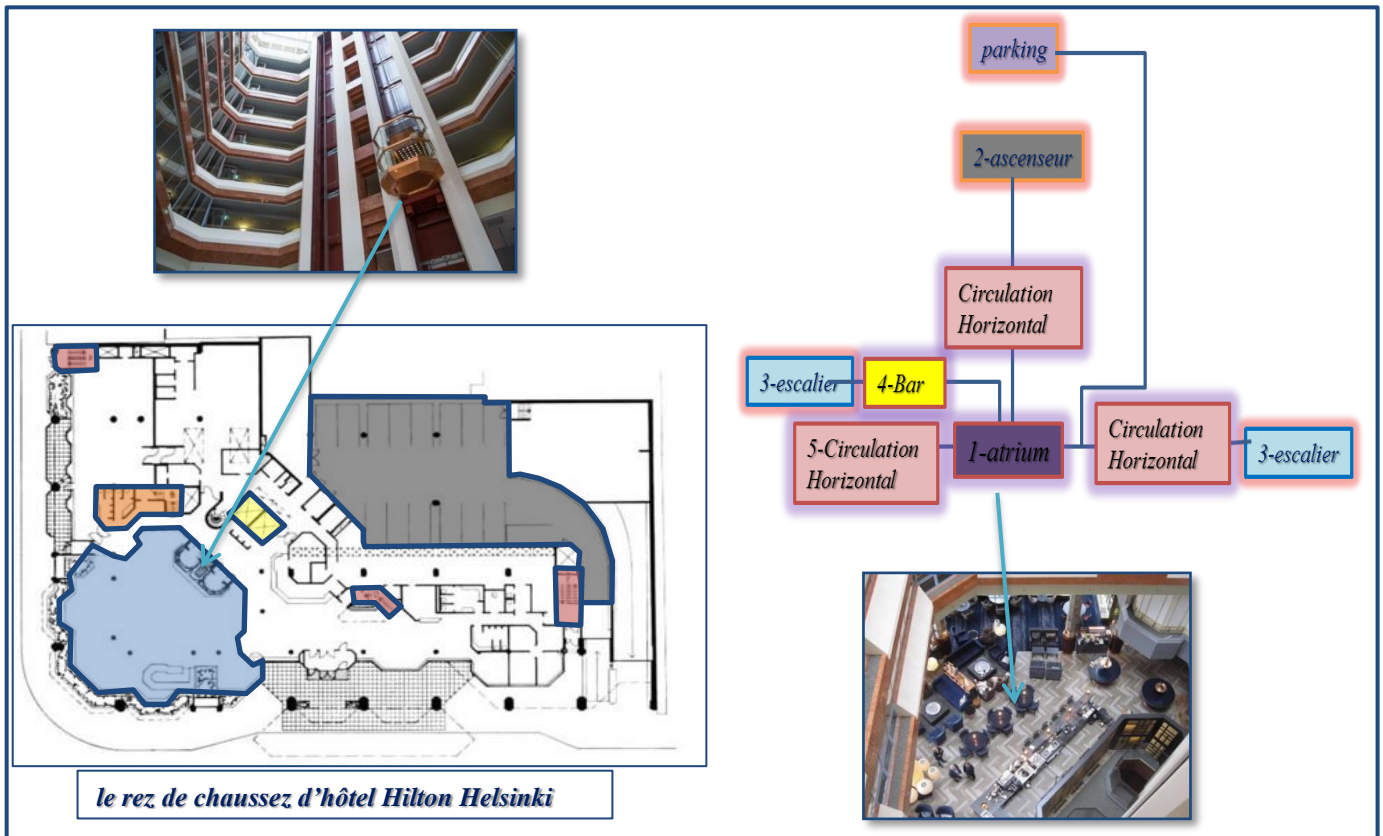 parking
2-ascenseur
Circulation
Horizontal
3-escalier
4-Bar
5-Circulation
Horizontal
1-atrium
Circulation
Horizontal
3-escalier
le rez de chaussez d’hôtel Hilton Helsinki